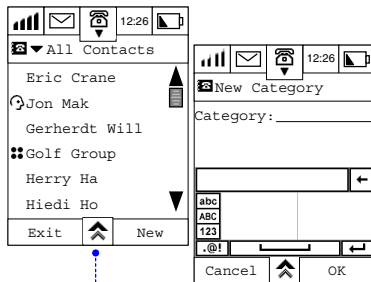 12:26
All Contacts
Eric Crane
Jon Mak
Gerherdt Will
Golf Group
Herry Ha
Hiedi Ho
Exit New
12:26
New Category
Category:
abc
ABC
123
.@!
Cancel OK